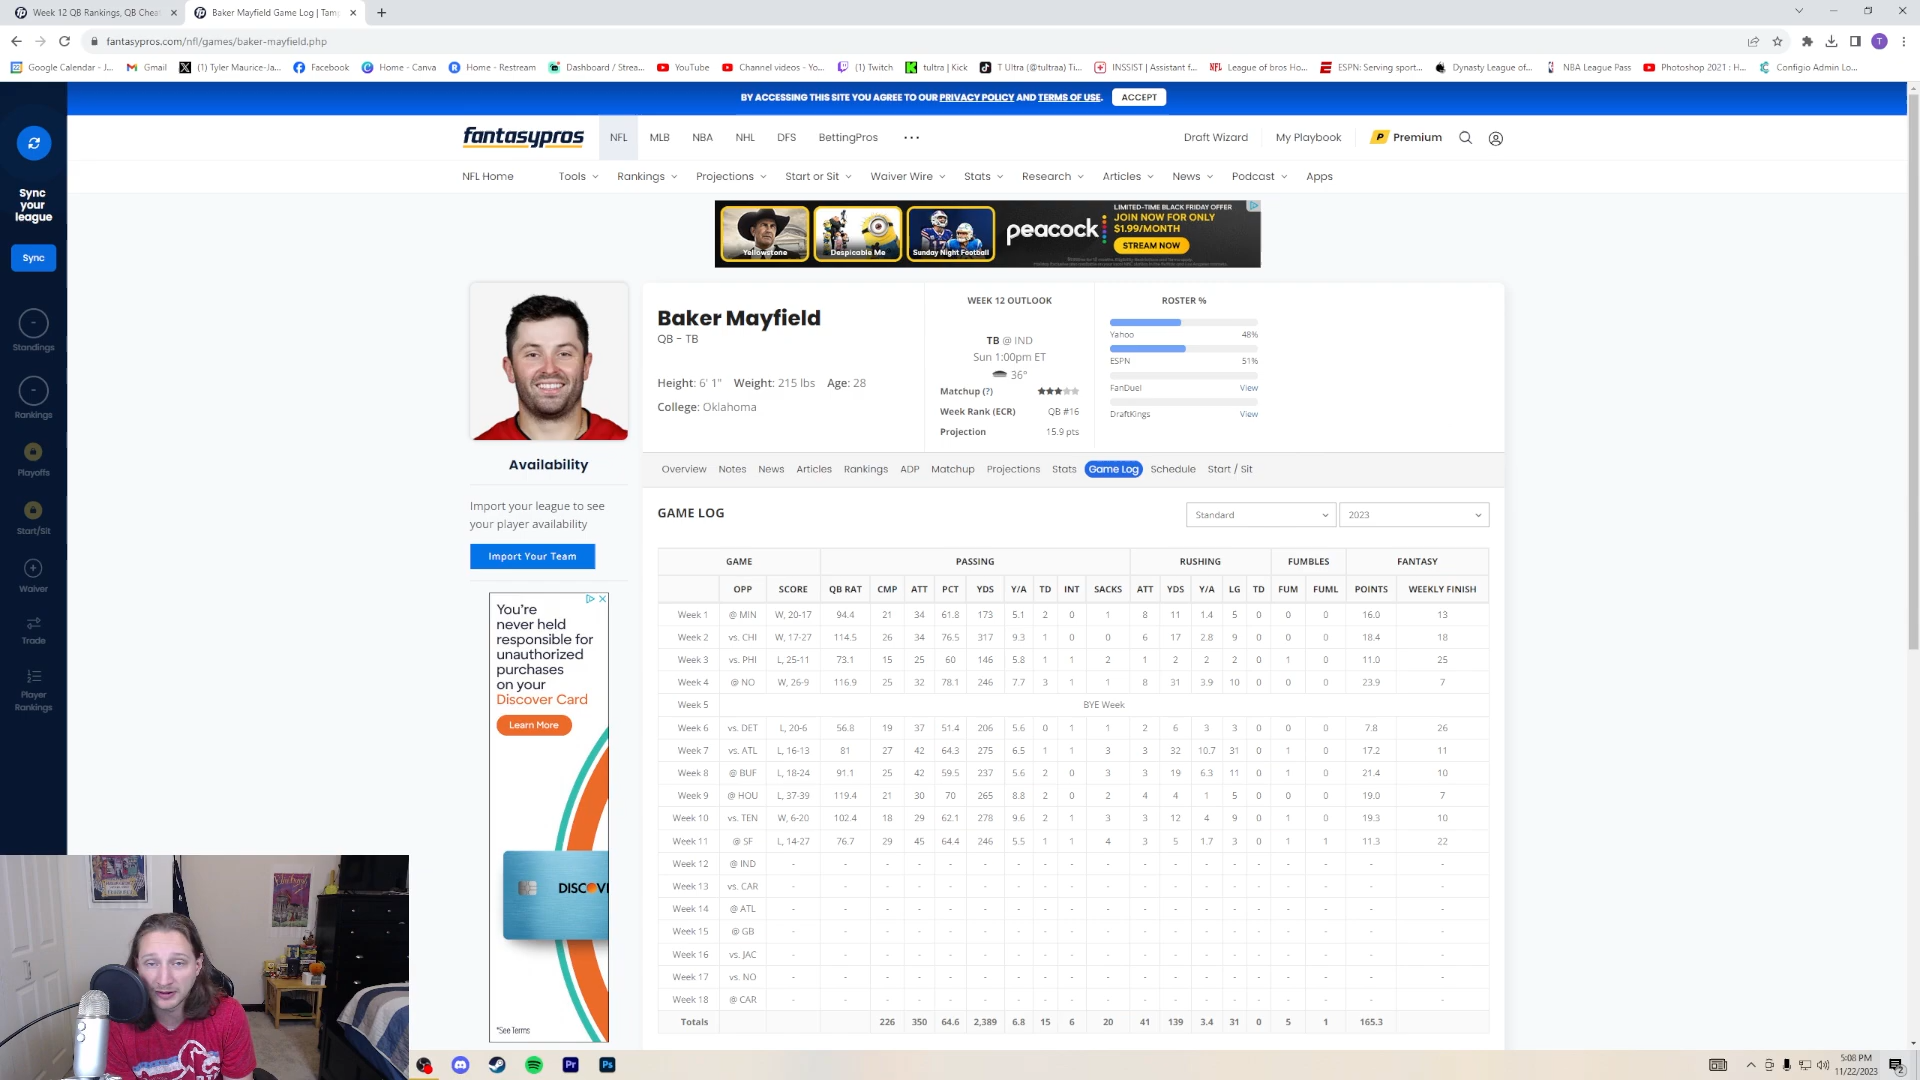 Week 12 QB Rankings, QB Chea
Baker Mayfield Game Log | Tamp
fantasypros.com/nfl/games/baker-mayfield.php
Google Calendar - J...
Gmail
(1) Tyler Maurice-Ja...
Facebook
Home - Canva
Home - Restream
Dashboard / Strea...
YouTube
Channel videos - Yo...
(1) Twitch
tultra | Kick
T Ultra (@tultraa) Ti...
INSSIST | Assistant f...
League of bros Ho...
ESPN: Serving sport...
Dynasty League of...
NBA League Pass
Photoshop 2021 : H...
Configio Admin Lo...
BY ACCESSING THIS SITE YOU AGREE TO OUR PRIVACY POLICY AND TERMS OF USE. ACCEPT
fantasypros NFL MLB NBA NHL DFS BettingPros ... Draft Wizard My Playbook Premium
NFL Home Tools Rankings Projections Start or Sit Waiver Wire Stats Research Articles News Podcast Apps
Sync
your
league
Sync
Standings
Rankings
Playoffs
Start/Sit
Waiver
Trade
Player
Rankings
Yellowstone
Despicable Me
Sunday Night Football
peacock
LIMITED-TIME BLACK FRIDAY OFFER
JOIN NOW FOR ONLY
$1.99/MONTH
STREAM NOW
Baker Mayfield
QB - TB
Height: 6' 1" Weight: 215 lbs Age: 28
College: Oklahoma
WEEK 12 OUTLOOK
TB @ IND
Sun 1:00pm ET
36°
Matchup (?) ★★★★★
Week Rank (ECR) QB #16
Projection 15.9 pts
ROSTER %
Yahoo 48%
ESPN 51%
FanDuel View
DraftKings View
Availability
Import your league to see
your player availability
Import Your Team
Overview Notes News Articles Rankings ADP Matchup Projections Stats Game Log Schedule Start / Sit
GAME LOG Standard 2023
GAME PASSING RUSHING FUMBLES FANTASY
OPP SCORE QB RAT CMP ATT PCT YDS Y/A TD INT SACKS ATT YDS Y/A LG TD FUM FUML POINTS WEEKLY FINISH
Week 1 @ MIN W, 20-17 94.4 21 34 61.8 173 5.1 2 0 1 8 11 1.4 5 0 0 0 16.0 13
Week 2 vs. CHI W, 17-27 114.5 26 34 76.5 317 9.3 1 0 0 6 17 2.8 9 0 0 0 18.4 18
Week 3 vs. PHI L, 25-11 73.1 15 25 60 146 5.8 1 1 2 1 2 2 2 0 1 0 11.0 25
Week 4 @ NO W, 26-9 116.9 25 32 78.1 246 7.7 3 1 1 8 31 3.9 10 0 0 0 23.9 7
Week 5 BYE Week
Week 6 vs. DET L, 20-6 56.8 19 37 51.4 206 5.6 0 1 1 2 6 3 3 0 0 0 7.8 26
Week 7 vs. ATL L, 16-13 81 27 42 64.3 275 6.5 1 1 3 3 32 10.7 31 0 1 0 17.2 11
Week 8 @ BUF L, 18-24 91.1 25 42 59.5 237 5.6 2 0 3 3 19 6.3 11 0 1 0 21.4 10
Week 9 @ HOU L, 37-39 119.4 21 30 70 265 8.8 2 0 2 4 4 1 5 0 0 0 19.0 7
Week 10 vs. TEN W, 6-20 102.4 18 29 62.1 278 9.6 2 1 3 3 12 4 9 0 1 0 19.3 10
Week 11 @ SF L, 14-27 76.7 29 45 64.4 246 5.5 1 1 4 3 5 1.7 3 0 1 1 11.3 22
Week 12 @ IND - - - - - - - - - - - - - - - - - - -
Week 13 vs. CAR - - - - - - - - - - - - - - - - - - -
Week 14 @ ATL - - - - - - - - - - - - - - - - - - -
Week 15 @ GB - - - - - - - - - - - - - - - - - - -
Week 16 vs. JAC - - - - - - - - - - - - - - - - - - -
Week 17 vs. NO - - - - - - - - - - - - - - - - - - -
Week 18 @ CAR - - - - - - - - - - - - - - - - - - -
Totals 226 350 64.6 2,389 6.8 15 6 20 41 139 3.4 31 0 5 1 165.3
You're
never held
responsible for
unauthorized
purchases
on your
Discover Card
Learn More
DISCOV
*See Terms
5:08 PM
11/22/2023